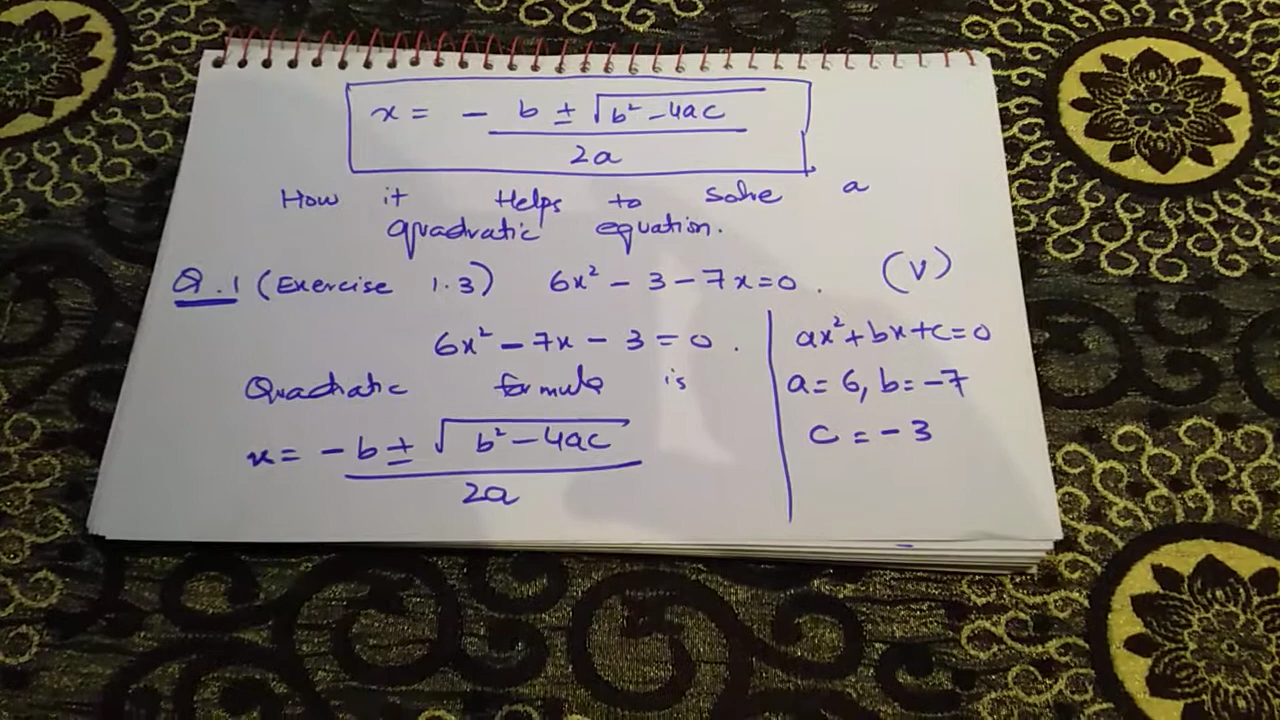 x = - b ± √b² - 4ac
2a
How it Helps to solve a
quadratic equation.
Q.1 (Exercise 1.3) 6x² - 3 - 7x = 0. (V)
6x² - 7x - 3 = 0.
ax² + bx + c = 0
Quadratic formula is
a = 6, b = -7
c = -3
x = -b ± √b² - 4ac
2a